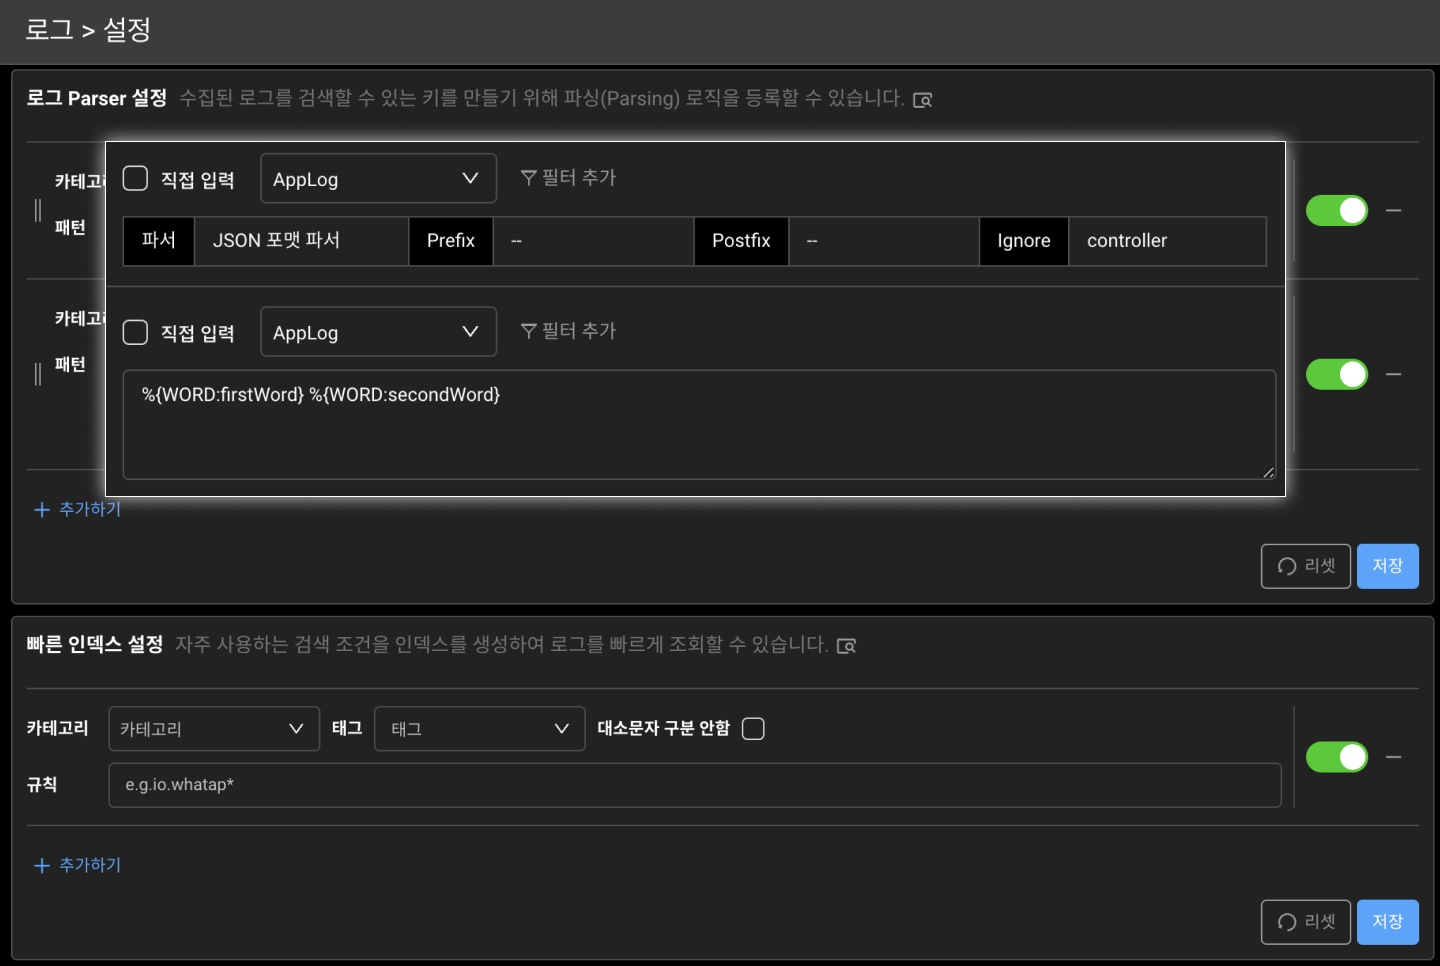 로그 > 설정
로그 Parser 설정 수집된 로그를 검색할 수 있는 키를 만들기 위해 파싱(Parsing) 로직을 등록할 수 있습니다.
카테고리
직접 입력 AppLog 필터 추가
패턴
파서 JSON 포맷 파서 Prefix -- Postfix -- Ignore controller
카테고리
직접 입력 AppLog 필터 추가
패턴
%{WORD:firstWord} %{WORD:secondWord}
+ 추가하기
리셋 저장
빠른 인덱스 설정 자주 사용하는 검색 조건을 인덱스를 생성하여 로그를 빠르게 조회할 수 있습니다.
카테고리 카테고리 태그 태그 대소문자 구분 안함
규칙 e.g.io.whatap*
+ 추가하기
리셋 저장